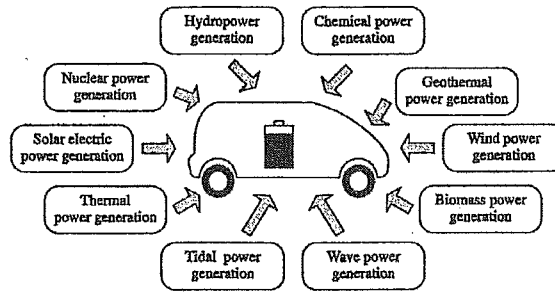 Hydropower
generation
Chemical power
generation
Nuclear power
generation
Geothermal
power generation
Solar electric
power generation
Wind power
generation
Thermal
power generation
Biomass power
generation
Tidal power
generation
Wave power
generation